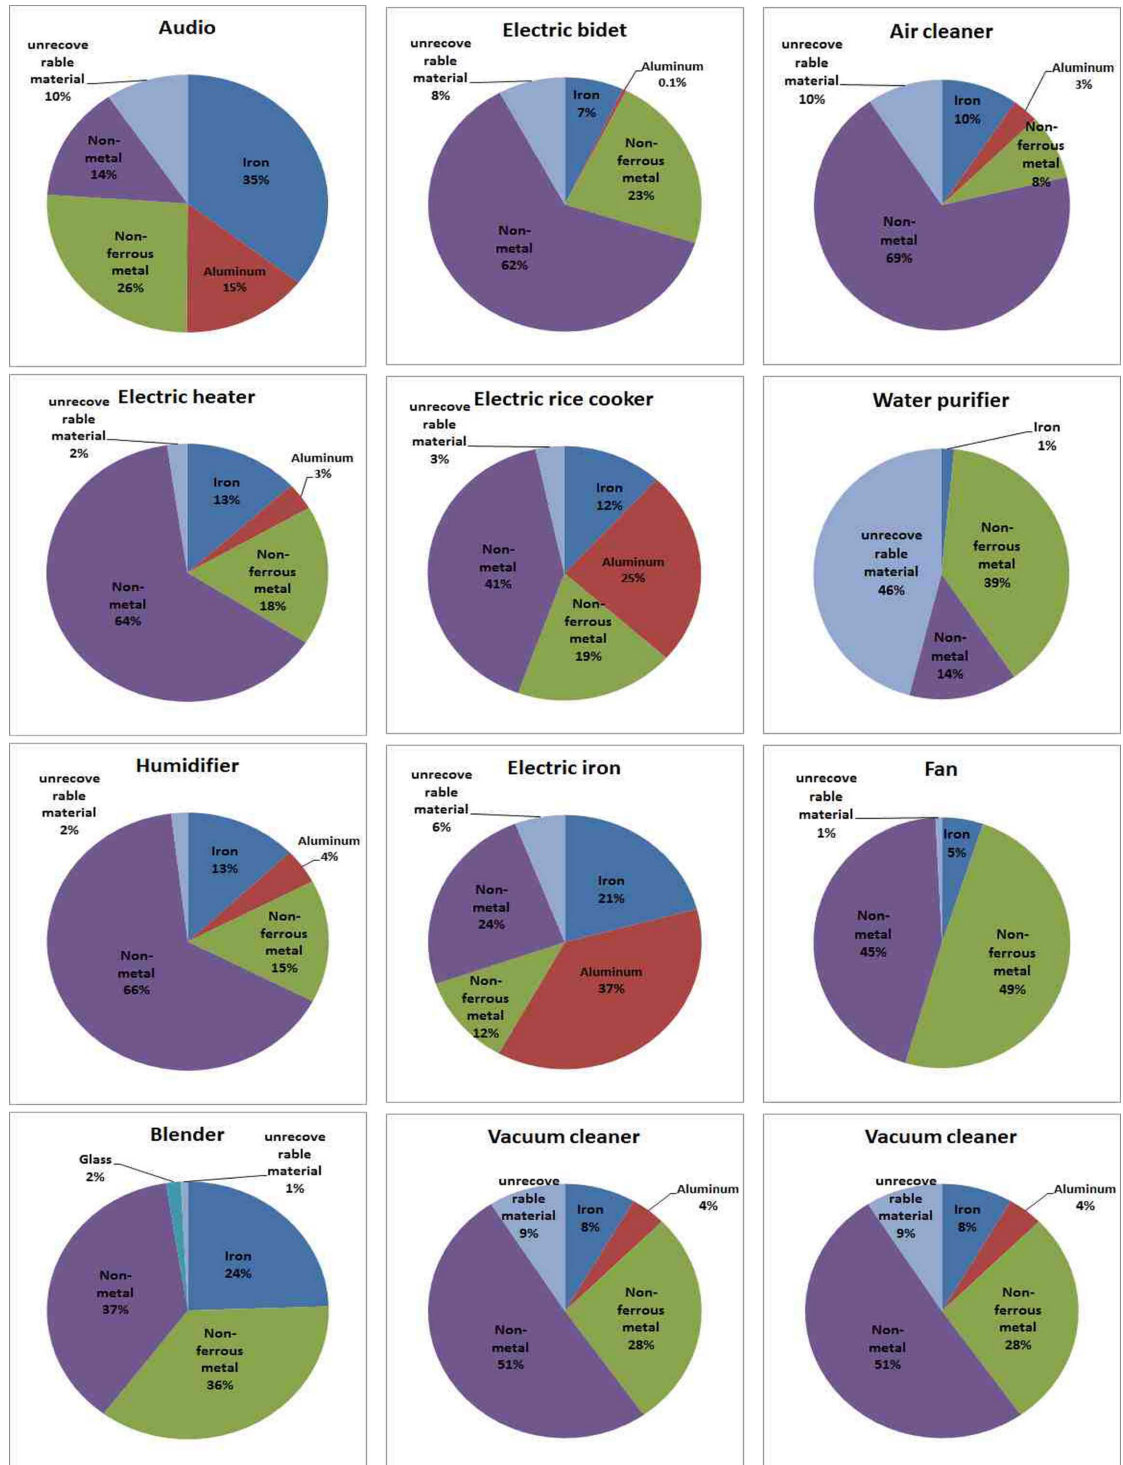 Audio
unrecove
rable
material
10%
Iron
35%
Aluminum
15%
Non-
ferrous
metal
26%
Non-
metal
14%
Electric bidet
unrecove
rable
material
8%
Iron
7%
Aluminum
0.1%
Non-
ferrous
metal
23%
Non-
metal
62%
Air cleaner
unrecove
rable
material
10%
Iron
10%
Aluminum
3%
Non-
ferrous
metal
8%
Non-
metal
69%
Electric heater
unrecove
rable
material
2%
Iron
13%
Aluminum
3%
Non-
ferrous
metal
18%
Non-
metal
64%
Electric rice cooker
unrecove
rable
material
3%
Iron
12%
Aluminum
25%
Non-
ferrous
metal
19%
Non-
metal
41%
Water purifier
Iron
1%
Non-
ferrous
metal
39%
Non-
metal
14%
unrecove
rable
material
46%
Humidifier
unrecove
rable
material
2%
Iron
13%
Aluminum
4%
Non-
ferrous
metal
15%
Non-
metal
66%
Electric iron
unrecove
rable
material
6%
Iron
21%
Aluminum
37%
Non-
ferrous
metal
12%
Non-
metal
24%
Fan
unrecove
rable
material
1%
Iron
5%
Non-
ferrous
metal
49%
Non-
metal
45%
Blender
Glass
2%
unrecove
rable
material
1%
Iron
24%
Non-
ferrous
metal
36%
Non-
metal
37%
Vacuum cleaner
unrecove
rable
material
9%
Iron
8%
Aluminum
4%
Non-
ferrous
metal
28%
Non-
metal
51%
Vacuum cleaner
unrecove
rable
material
9%
Iron
8%
Aluminum
4%
Non-
ferrous
metal
28%
Non-
metal
51%